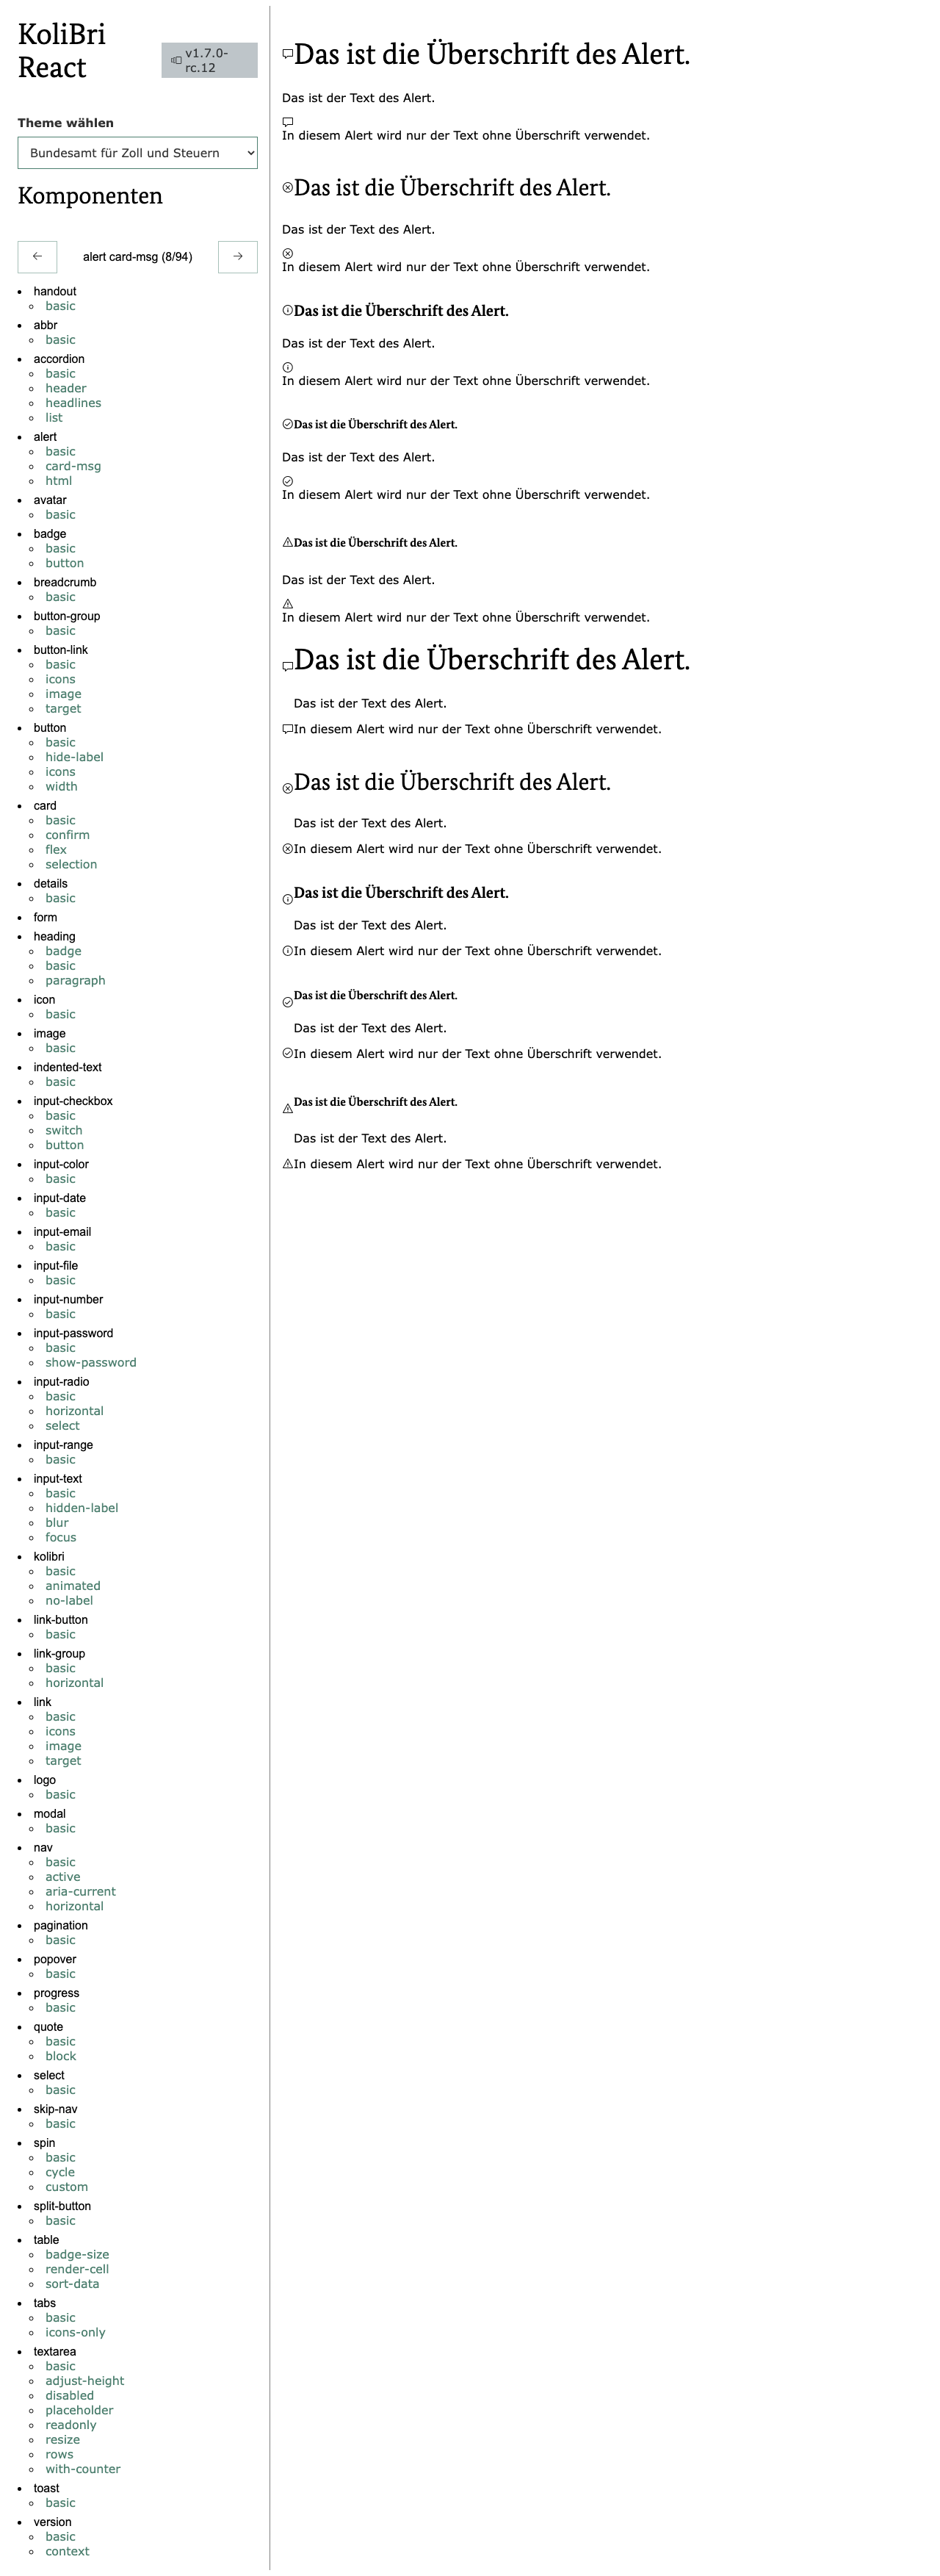 KoliBri
React
v1.7.0-
rc.12
Theme wählen
Bundesamt für Zoll und Steuern
Komponenten
← alert card-msg (8/94) →
handout
basic
abbr
basic
accordion
basic
header
headlines
list
alert
basic
card-msg
html
avatar
basic
badge
basic
button
breadcrumb
basic
button-group
basic
button-link
basic
icons
image
target
button
basic
hide-label
icons
width
card
basic
confirm
flex
selection
details
basic
form
heading
badge
basic
paragraph
icon
basic
image
basic
indented-text
basic
input-checkbox
basic
switch
button
input-color
basic
input-date
basic
input-email
basic
input-file
basic
input-number
basic
input-password
basic
show-password
input-radio
basic
horizontal
select
input-range
basic
input-text
basic
hidden-label
blur
focus
kolibri
basic
animated
no-label
link-button
basic
link-group
basic
horizontal
link
basic
icons
image
target
logo
basic
modal
basic
nav
basic
active
aria-current
horizontal
pagination
basic
popover
basic
progress
basic
quote
basic
block
select
basic
skip-nav
basic
spin
basic
cycle
custom
split-button
basic
table
badge-size
render-cell
sort-data
tabs
basic
icons-only
textarea
basic
adjust-height
disabled
placeholder
readonly
resize
rows
with-counter
toast
basic
version
basic
context
Das ist die Überschrift des Alert.
Das ist der Text des Alert.
In diesem Alert wird nur der Text ohne Überschrift verwendet.
Das ist die Überschrift des Alert.
Das ist der Text des Alert.
In diesem Alert wird nur der Text ohne Überschrift verwendet.
Das ist die Überschrift des Alert.
Das ist der Text des Alert.
In diesem Alert wird nur der Text ohne Überschrift verwendet.
Das ist die Überschrift des Alert.
Das ist der Text des Alert.
In diesem Alert wird nur der Text ohne Überschrift verwendet.
Das ist die Überschrift des Alert.
Das ist der Text des Alert.
In diesem Alert wird nur der Text ohne Überschrift verwendet.
Das ist die Überschrift des Alert.
Das ist der Text des Alert.
In diesem Alert wird nur der Text ohne Überschrift verwendet.
Das ist die Überschrift des Alert.
Das ist der Text des Alert.
In diesem Alert wird nur der Text ohne Überschrift verwendet.
Das ist die Überschrift des Alert.
Das ist der Text des Alert.
In diesem Alert wird nur der Text ohne Überschrift verwendet.
Das ist die Überschrift des Alert.
Das ist der Text des Alert.
In diesem Alert wird nur der Text ohne Überschrift verwendet.
Das ist die Überschrift des Alert.
Das ist der Text des Alert.
In diesem Alert wird nur der Text ohne Überschrift verwendet.